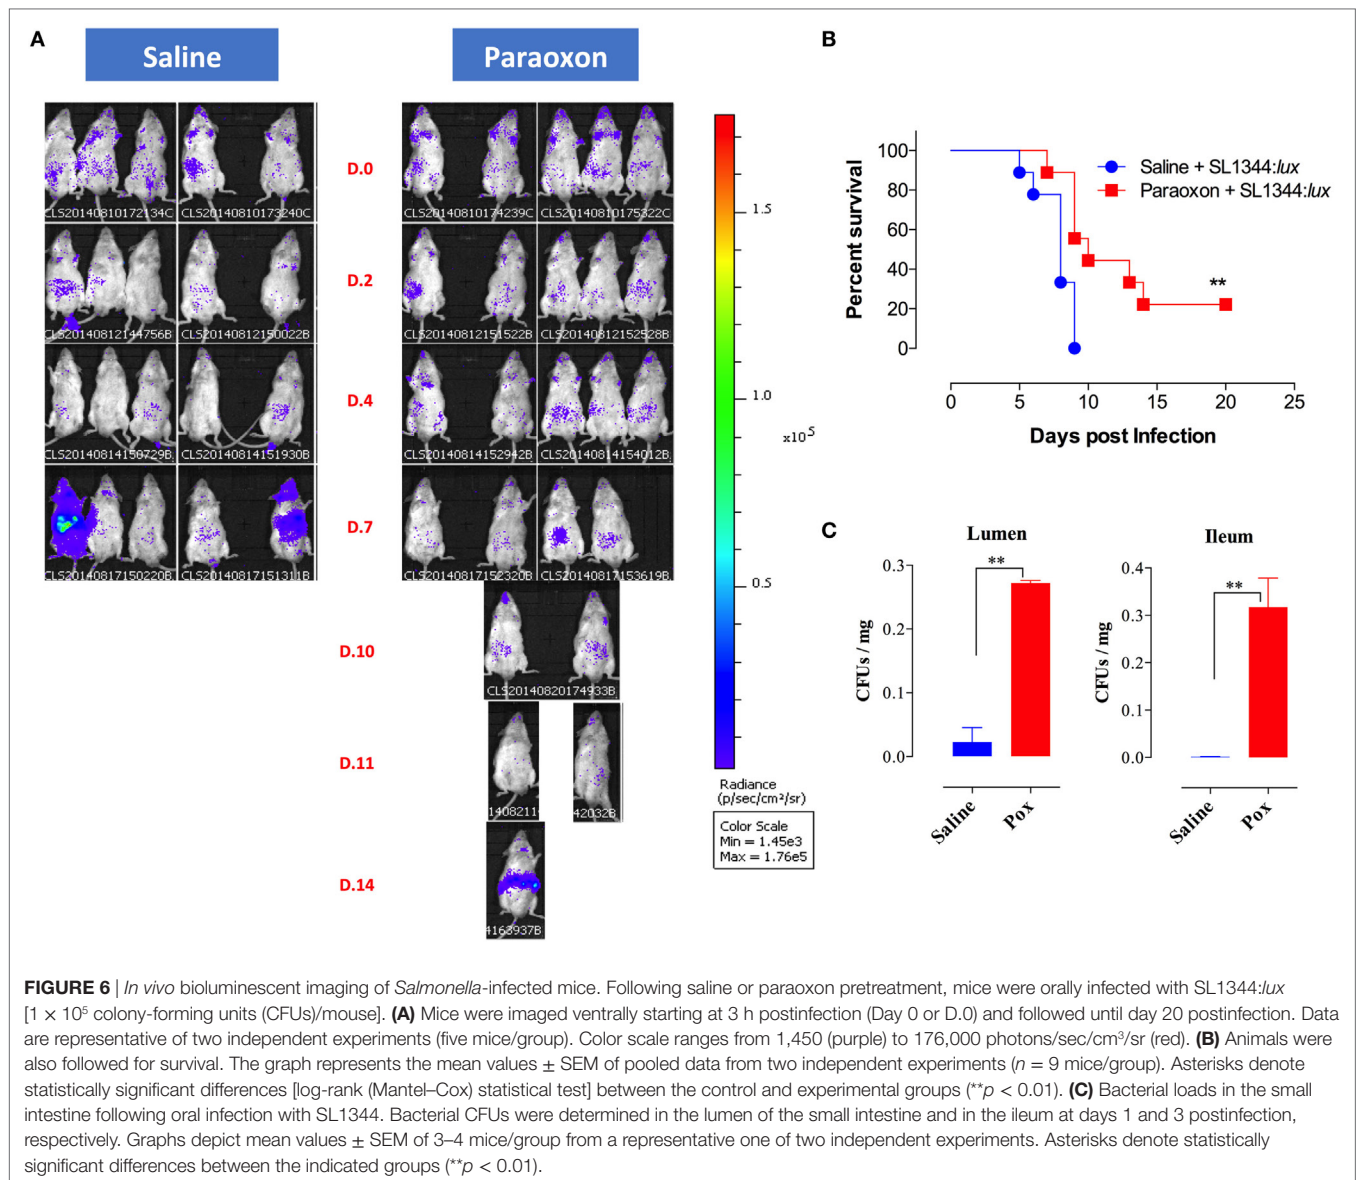 A
Saline
Paraoxon
CLS20140810172134C
CLS20140810173240C
D.0
CLS20140810174239C
CLS20140810175322C
CLS20140812144756B
CLS20140812150022B
D.2
CLS20140812151522B
CLS20140812152528B
CLS20140814150729B
CLS20140814151930B
D.4
CLS20140814152942B
CLS20140814154012B
CLS20140817150220B
CLS20140817151311B
D.7
CLS20140817152320B
CLS20140817153619B
D.10
CLS20140820174933B
D.11
42032B
D.14
4163937B
1.5
1.0
x10⁵
0.5
Radiance
(p/sec/cm²/sr)
Color Scale
Min = 1.45e3
Max = 1.76e5
B
Percent survival
100
80
60
40
20
0
Saline + SL1344:lux
Paraoxon + SL1344:lux
**
0
5
10
15
20
25
Days post Infection
C
Lumen
CFUs / mg
0.3
0.2
0.1
0.0
**
Saline
Pox
Ileum
CFUs / mg
0.4
0.3
0.4
0.1
0.0
**
Saline
Pox
FIGURE 6 | In vivo bioluminescent imaging of Salmonella-infected mice. Following saline or paraoxon pretreatment, mice were orally infected with SL1344:lux
[1 × 10⁵ colony-forming units (CFUs)/mouse]. (A) Mice were imaged ventrally starting at 3 h postinfection (Day 0 or D.0) and followed until day 20 postinfection. Data
are representative of two independent experiments (five mice/group). Color scale ranges from 1,450 (purple) to 176,000 photons/sec/cm³/sr (red). (B) Animals were
also followed for survival. The graph represents the mean values ± SEM of pooled data from two independent experiments (n = 9 mice/group). Asterisks denote
statistically significant differences [log-rank (Mantel–Cox) statistical test] between the control and experimental groups (**p < 0.01). (C) Bacterial loads in the small
intestine following oral infection with SL1344. Bacterial CFUs were determined in the lumen of the small intestine and in the ileum at days 1 and 3 postinfection,
respectively. Graphs depict mean values ± SEM of 3–4 mice/group from a representative one of two independent experiments. Asterisks denote statistically
significant differences between the indicated groups (**p < 0.01).